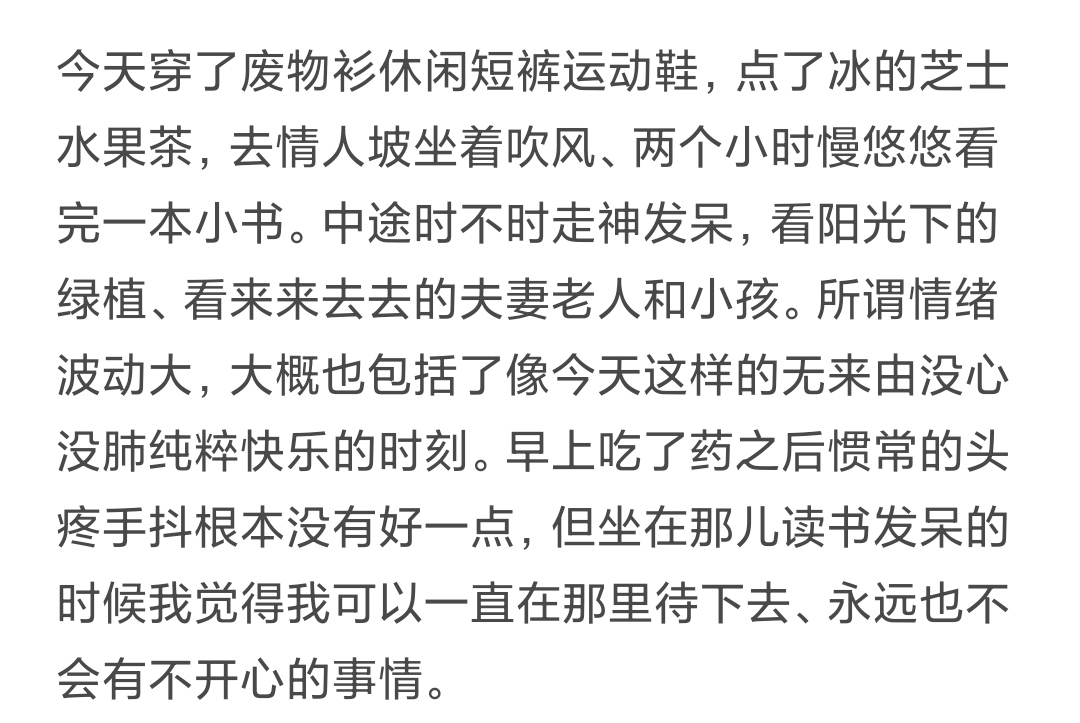 今天穿了废物衫休闲短裤运动鞋，点了冰的芝士
水果茶，去情人坡坐着吹风、两个小时慢悠悠看
完一本小书。中途时不时走神发呆，看阳光下的
绿植、看来来去去的夫妻老人和小孩。所谓情绪
波动大，大概也包括了像今天这样的无来由没心
没肺纯粹快乐的时刻。早上吃了药之后惯常的头
疼手抖根本没有好一点，但坐在那儿读书发呆的
时候我觉得我可以一直在那里待下去、永远也不
会有不开心的事情。